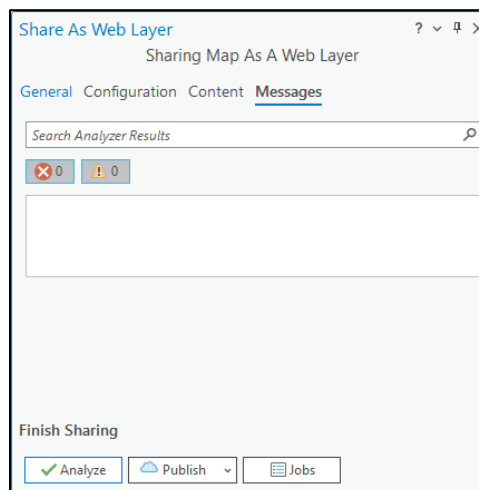 Share As Web Layer
?
Sharing Map As A Web Layer
General Configuration Content Messages
Search Analyzer Results
0 0
Finish Sharing
Analyze Publish Jobs